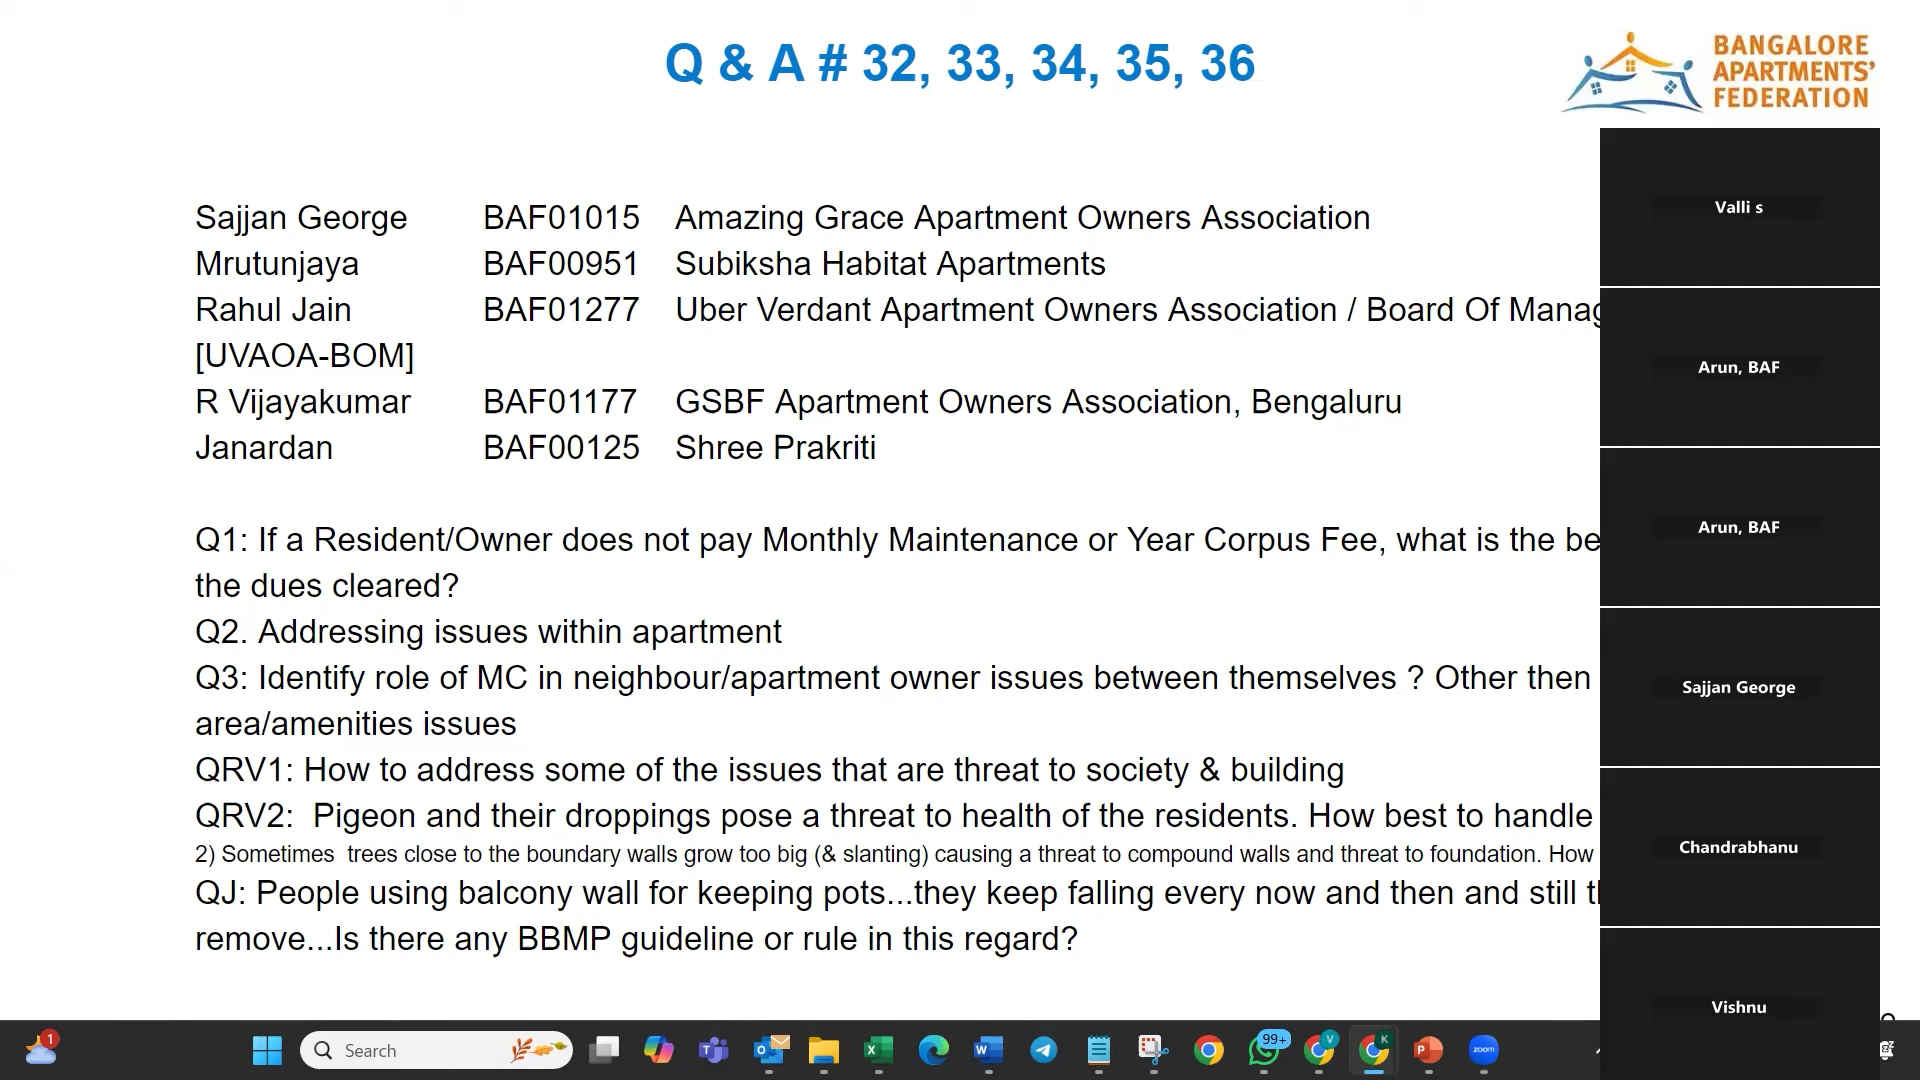 Q & A # 32, 33, 34, 35, 36
BANGALORE
APARTMENTS’
FEDERATION
Sajjan George BAF01015 Amazing Grace Apartment Owners Association
Mrutunjaya BAF00951 Subiksha Habitat Apartments
Rahul Jain BAF01277 Uber Verdant Apartment Owners Association / Board Of
[UVAOA-BOM]
R Vijayakumar BAF01177 GSBF Apartment Owners Association, Bengaluru
Janardan BAF00125 Shree Prakriti
Q1: If a Resident/Owner does not pay Monthly Maintenance or Year Corpus Fee, what is the
the dues cleared?
Q2. Addressing issues within apartment
Q3: Identify role of MC in neighbour/apartment owner issues between themselves ? Other then
area/amenities issues
QRV1: How to address some of the issues that are threat to society & building
QRV2: Pigeon and their droppings pose a threat to health of the residents. How best to handle
2) Sometimes trees close to the boundary walls grow too big (& slanting) causing a threat to compound walls and threat to foundation. How
QJ: People using balcony wall for keeping pots...they keep falling every now and then and still
remove...Is there any BBMP guideline or rule in this regard?
Valli s
Arun, BAF
Arun, BAF
Sajjan George
Chandrabhanu
Vishnu
1
Search
99+
V
K
zoom